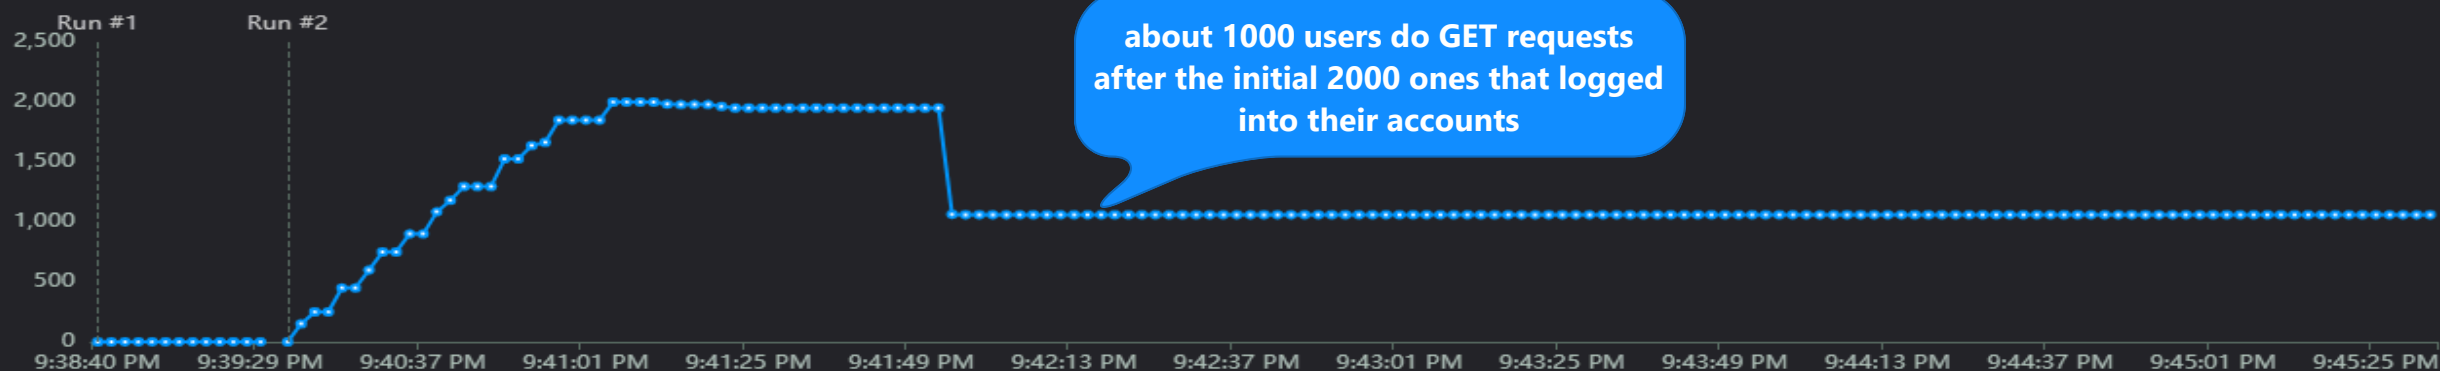 Run #1
Run #2
about 1000 users do GET requests
after the initial 2000 ones that logged
into their accounts
2,500
2,000
1,500
1,000
500
0
9:38:40 PM 9:39:29 PM 9:40:37 PM 9:41:01 PM 9:41:25 PM 9:41:49 PM 9:42:13 PM 9:42:37 PM 9:43:01 PM 9:43:25 PM 9:43:49 PM 9:44:13 PM 9:44:37 PM 9:45:01 PM 9:45:25 PM